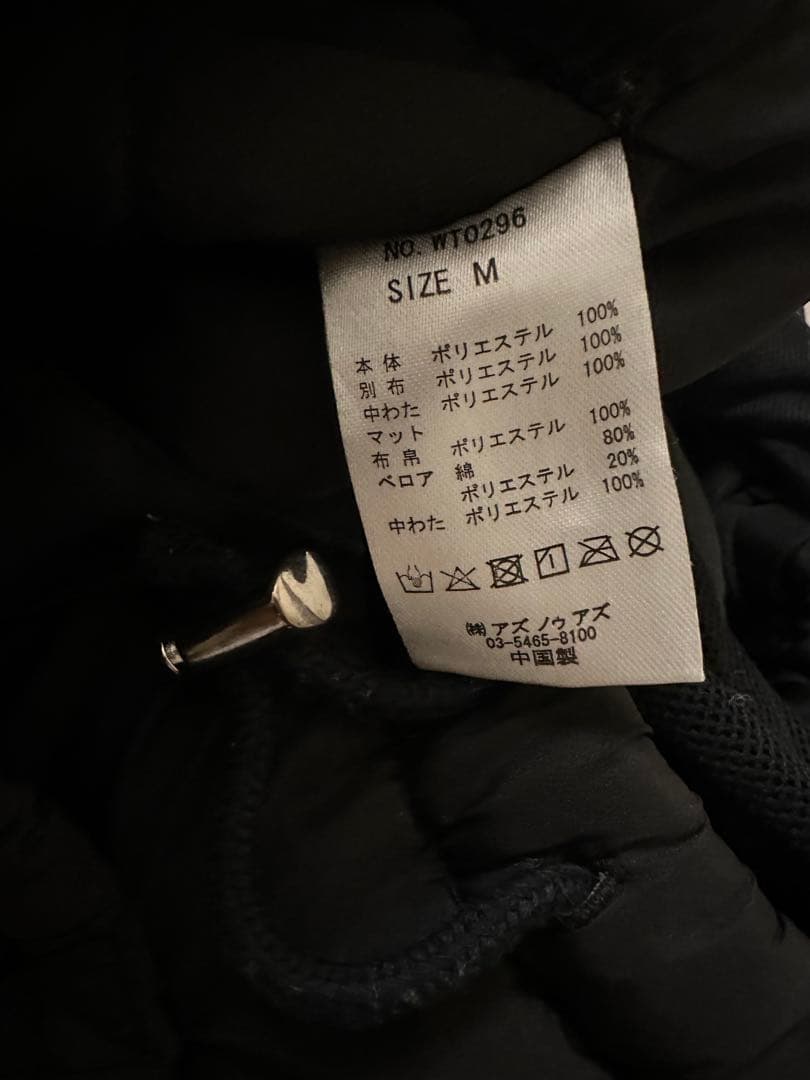 NO. WT0296
SIZE M
本体 ポリエステル 100%
別布 ポリエステル 100%
中わた ポリエステル 100%
マット
布帛 ポリエステル 100%
ベロア 綿 80%
ポリエステル 20%
中わた ポリエステル 100%
㈱アズ ノゥ アズ
03-5465-8100
中国製